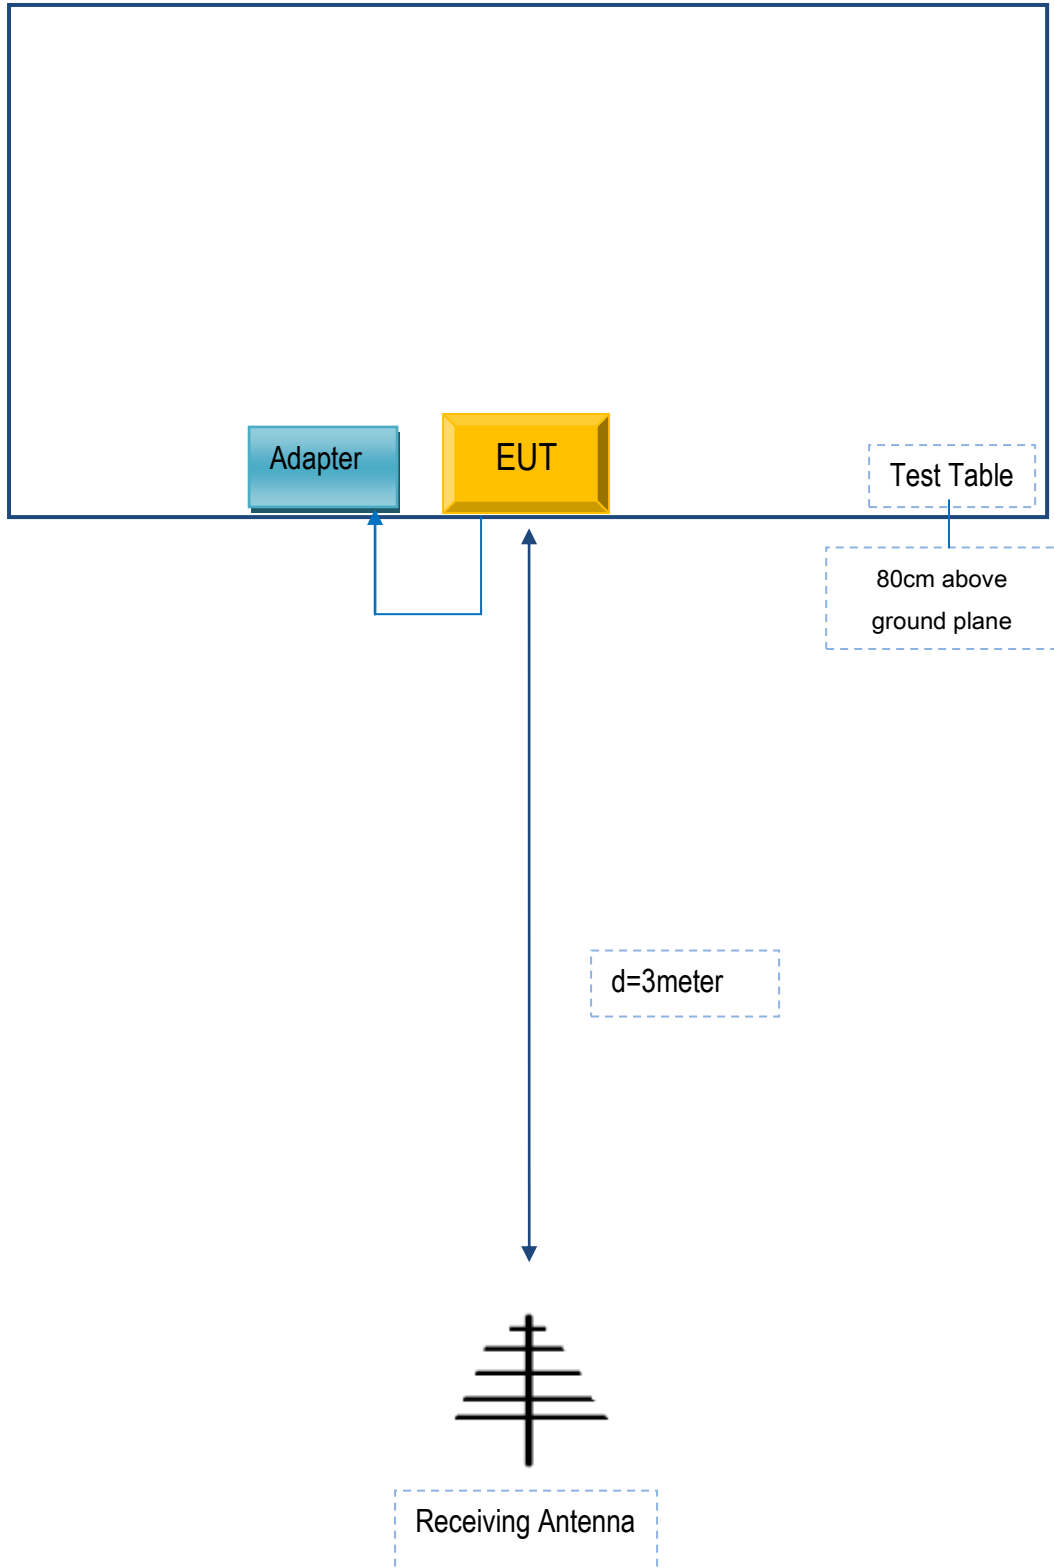 Adapter
EUT
Test Table
80cm above
ground plane
d=3meter
Receiving Antenna